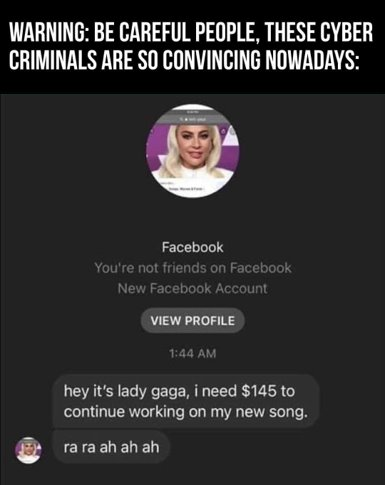 WARNING: BE CAREFUL PEOPLE, THESE CYBER
CRIMINALS ARE SO CONVINCING NOWADAYS:
Facebook
You're not friends on Facebook
New Facebook Account
VIEW PROFILE
1:44 AM
hey it's lady gaga, i need $145 to
continue working on my new song.
ra ra ah ah ah